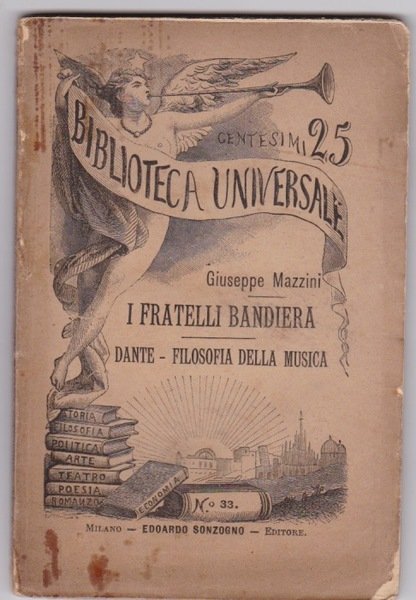 CENTESIMI 25
BIBLIOTECA UNIVERSALE
Giuseppe Mazzini
I FRATELLI BANDIERA
DANTE - FILOSOFIA DELLA MUSICA
STORIA
FILOSOFIA
POLITICA
ARTE
TEATRO
POESIA
ROMANZO
ECONOMIA
N.o 33.
MILANO — EDOARDO SONZOGNO — EDITORE.